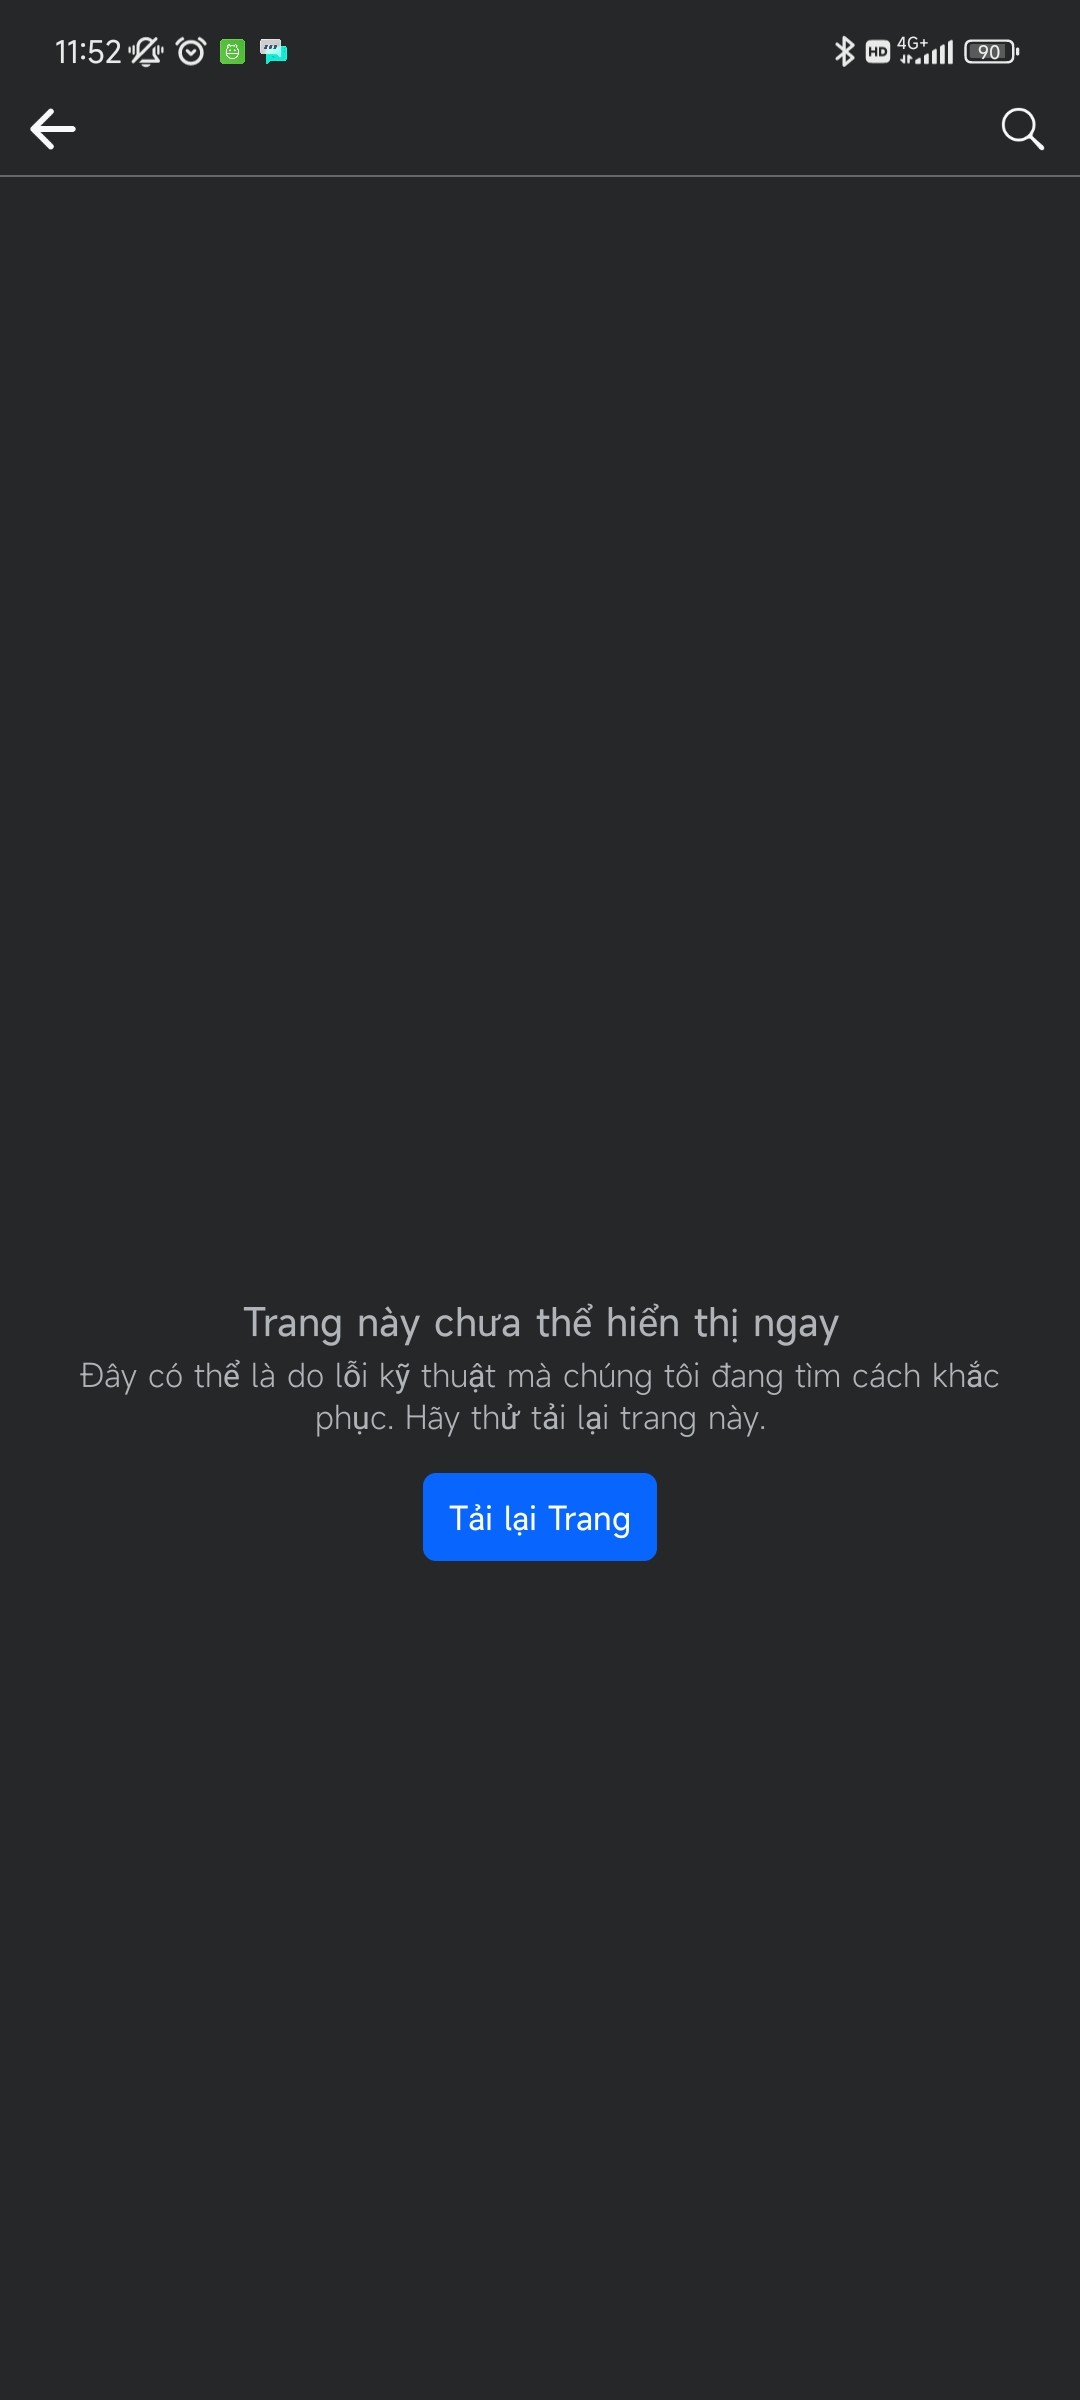 11:52
HD
4G+
90
Trang này chưa thể hiển thị ngay
Đây có thể là do lỗi kỹ thuật mà chúng tôi đang tìm cách khắc
phục. Hãy thử tải lại trang này.
Tải lại Trang